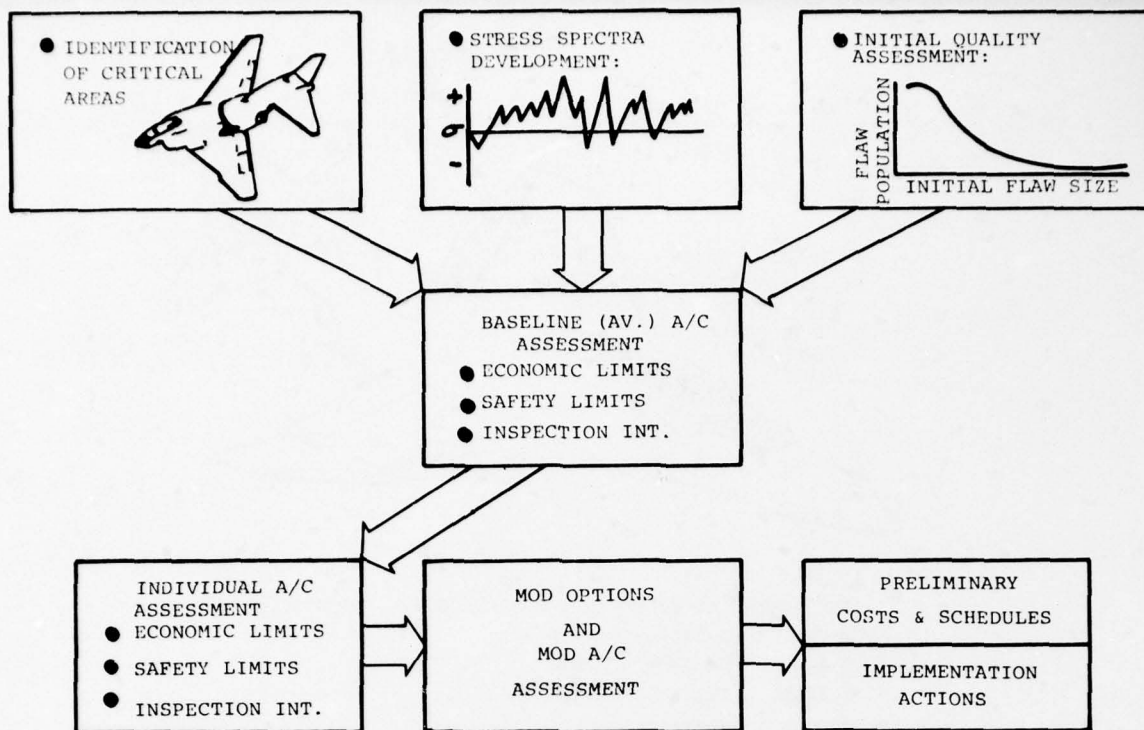 ● IDENTIFICATION
OF CRITICAL
AREAS
● STRESS SPECTRA
DEVELOPMENT:
+
σ
-
● INITIAL QUALITY
ASSESSMENT:
FLAW
POPULATION
INITIAL FLAW SIZE
BASELINE (AV.) A/C
ASSESSMENT
● ECONOMIC LIMITS
● SAFETY LIMITS
● INSPECTION INT.
INDIVIDUAL A/C
ASSESSMENT
● ECONOMIC LIMITS
● SAFETY LIMITS
● INSPECTION INT.
MOD OPTIONS
AND
MOD A/C
ASSESSMENT
PRELIMINARY
COSTS & SCHEDULES
IMPLEMENTATION
ACTIONS